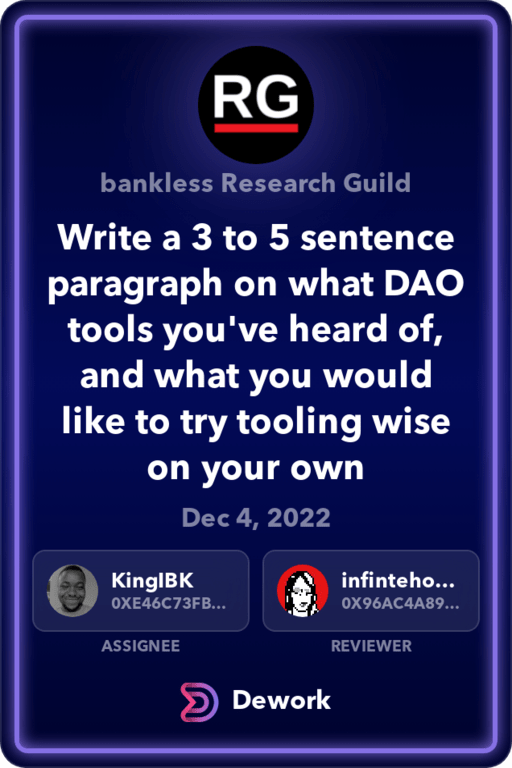 RG
bankless Research Guild
Write a 3 to 5 sentence
paragraph on what DAO
tools you've heard of,
and what you would
like to try tooling wise
on your own
Dec 4, 2022
KingIBK
0XE46C73FB...
ASSIGNEE
infinteho...
0X96AC4A89...
REVIEWER
Dework